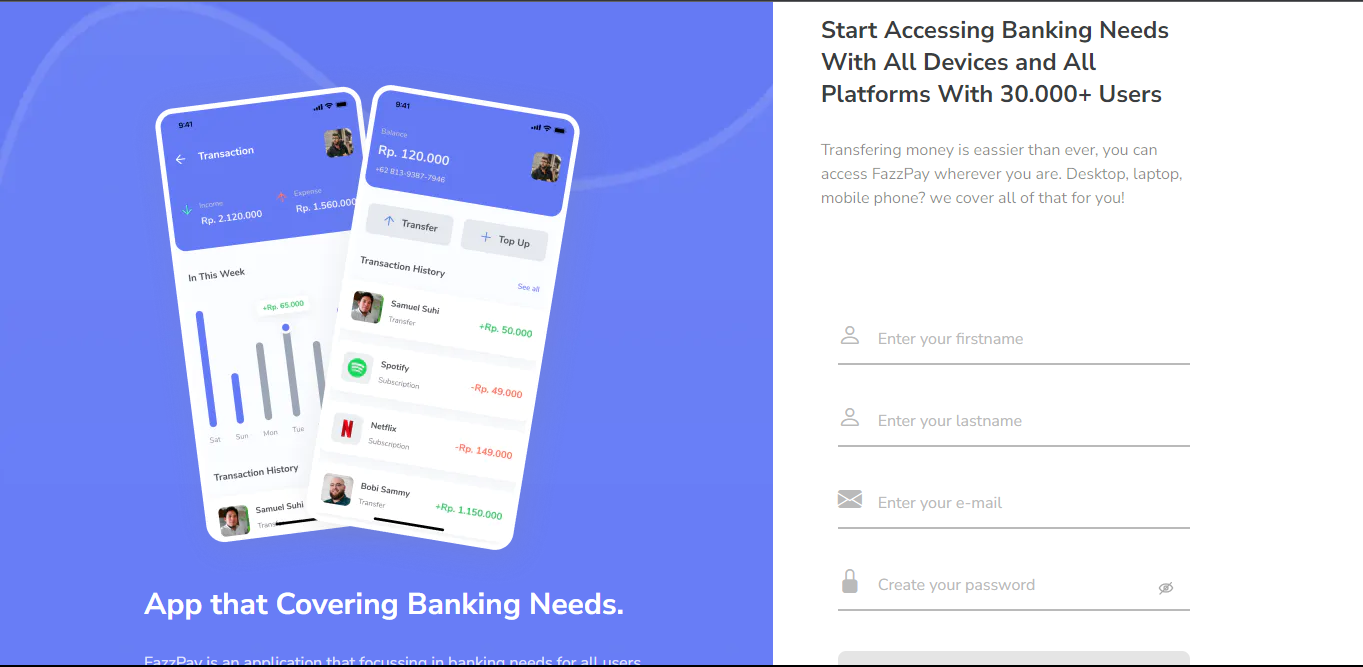 9:41
Transaction
Income
Rp. 2.120.000
Expense
Rp. 1.560.000
In This Week
+Rp. 65.000
Sat Sun Mon Tue
Transaction History
Samuel Suhi
9:41
Balance
Rp. 120.000
+62 813-9387-7946
Transfer
Top Up
Transaction History
See all
Samuel Suhi
Transfer
+Rp. 50.000
Spotify
Subscription
-Rp. 49.000
Netflix
Subscription
-Rp. 149.000
Bobi Sammy
Transfer
+Rp. 1.150.000
App that Covering Banking Needs.
FazzPay is an application that focussing in banking needs for all users
Start Accessing Banking Needs
With All Devices and All
Platforms With 30.000+ Users
Transfering money is eassier than ever, you can
access FazzPay wherever you are. Desktop, laptop,
mobile phone? we cover all of that for you!
Enter your firstname
Enter your lastname
Enter your e-mail
Create your password